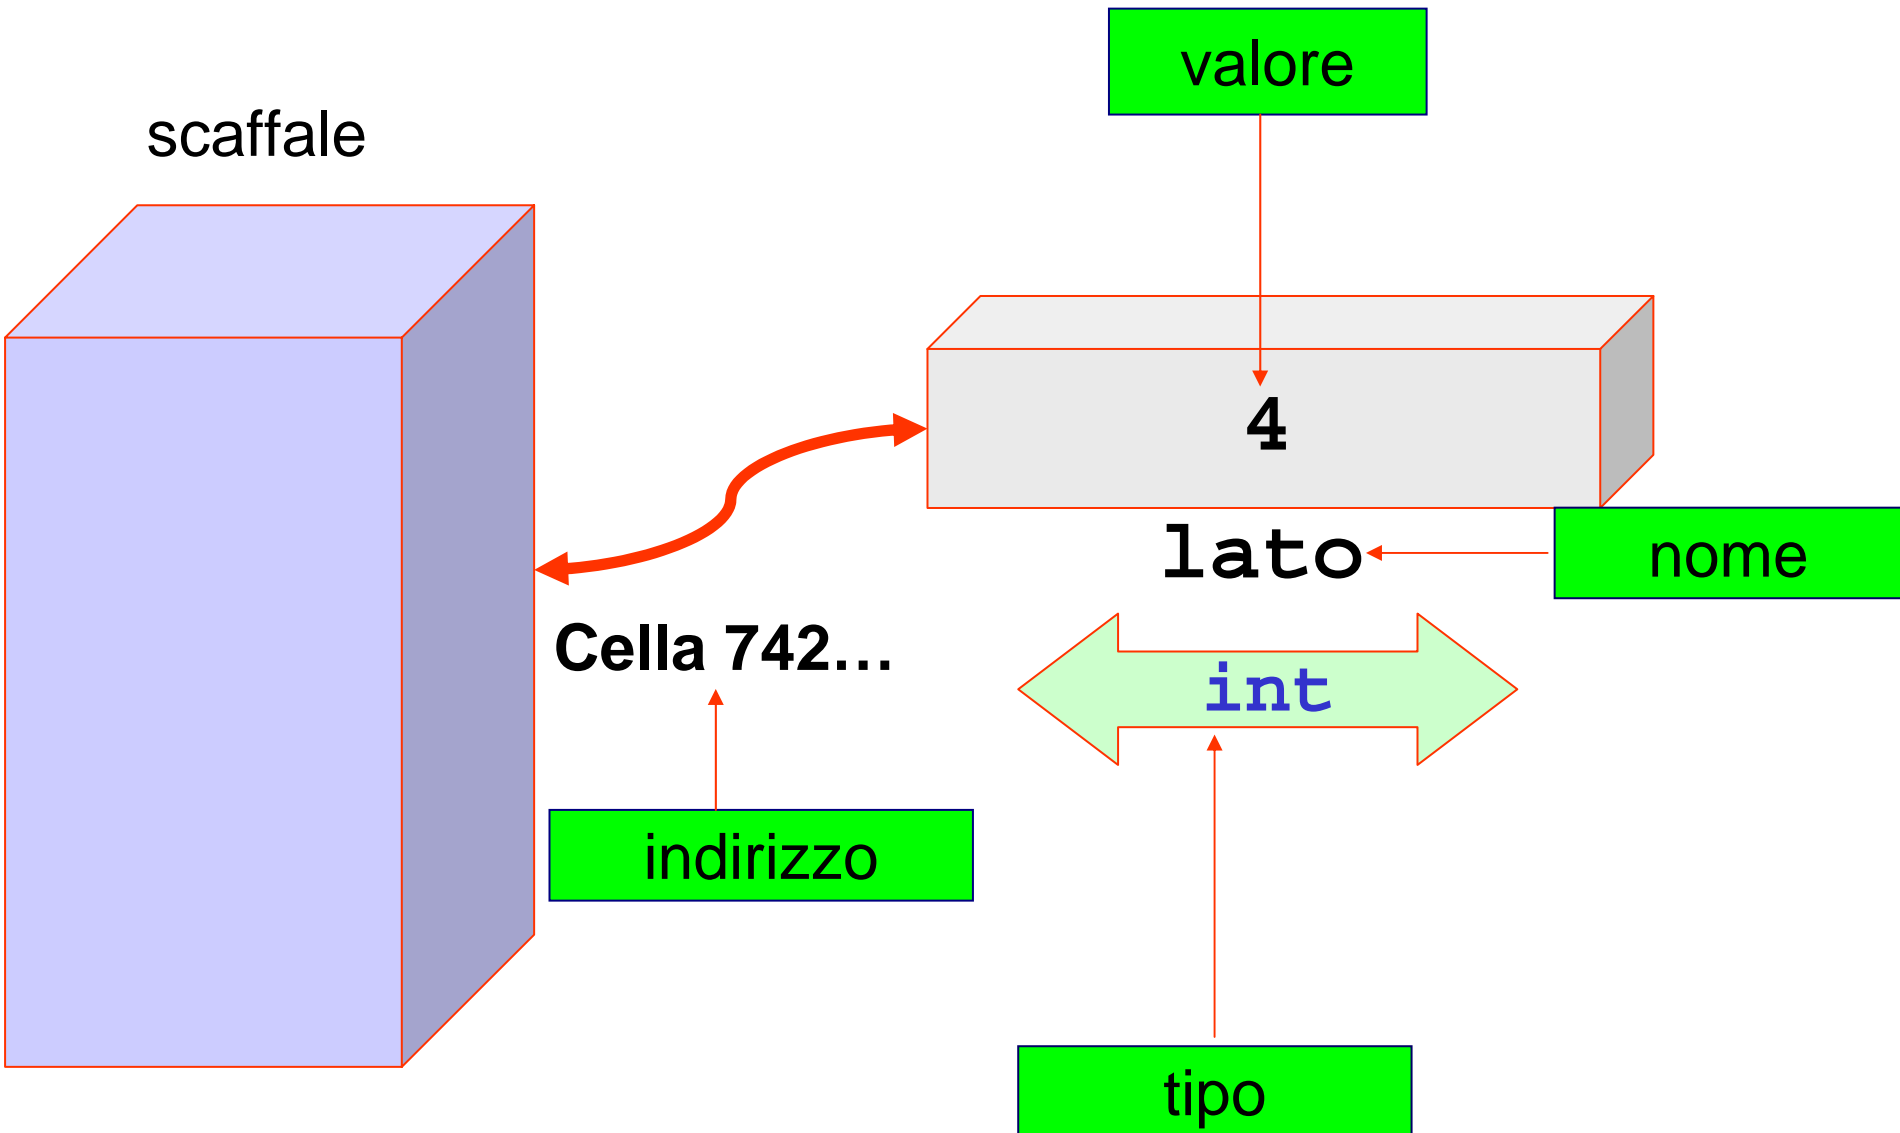 valore
scaffale
4
lato
nome
Cella 742…
int
indirizzo
tipo